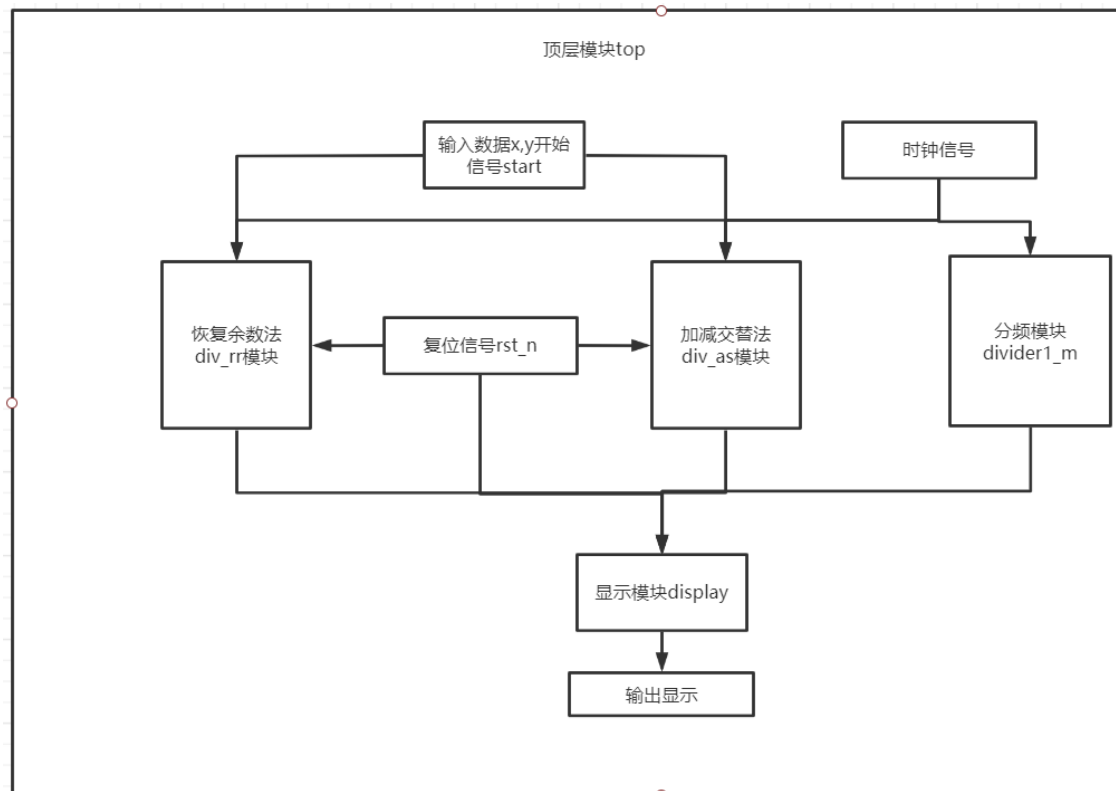 顶层模块top
输入数据x,y开始
信号start
时钟信号
恢复余数法
div_rr模块
复位信号rst_n
加减交替法
div_as模块
分频模块
divider1_m
显示模块display
输出显示